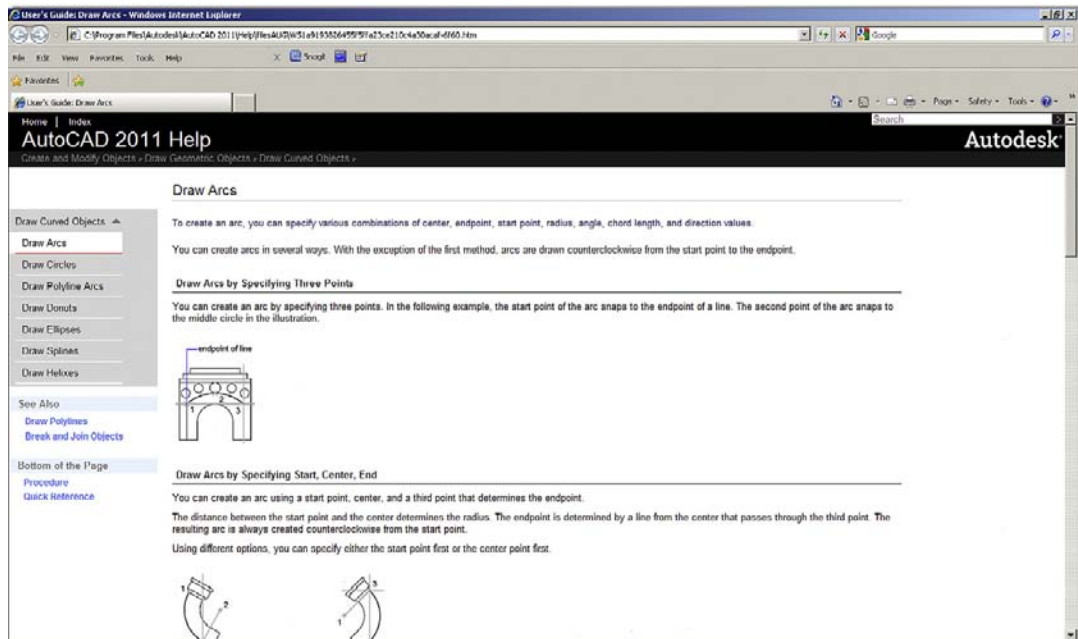 User's Guide: Draw Arcs - Windows Internet Explorer
Google
File Edit View Favorites Tools Help
X SnagIt
Favorites
User's Guide: Draw Arcs
Page Safety Tools
Home | Index
Search
AutoCAD 2011 Help
Autodesk
Create and Modify Objects > Draw Geometric Objects > Draw Curved Objects >
Draw Arcs
Draw Curved Objects
Draw Arcs
Draw Circles
Draw Polyline Arcs
Draw Donuts
Draw Ellipses
Draw Splines
Draw Helixes
See Also
Draw Polylines
Break and Join Objects
Bottom of the Page
Procedure
Quick Reference
To create an arc, you can specify various combinations of center, endpoint, start point, radius, angle, chord length, and direction values.
You can create arcs in several ways. With the exception of the first method, arcs are drawn counterclockwise from the start point to the endpoint.
Draw Arcs by Specifying Three Points
You can create an arc by specifying three points. In the following example, the start point of the arc snaps to the endpoint of a line. The second point of the arc snaps to
the middle circle in the illustration.
endpoint of line
1 2 3
Draw Arcs by Specifying Start, Center, End
You can create an arc using a start point, center, and a third point that determines the endpoint.
The distance between the start point and the center determines the radius. The endpoint is determined by a line from the center that passes through the third point. The
resulting arc is always created counterclockwise from the start point.
Using different options, you can specify either the start point first or the center point first.
1 2
3
1